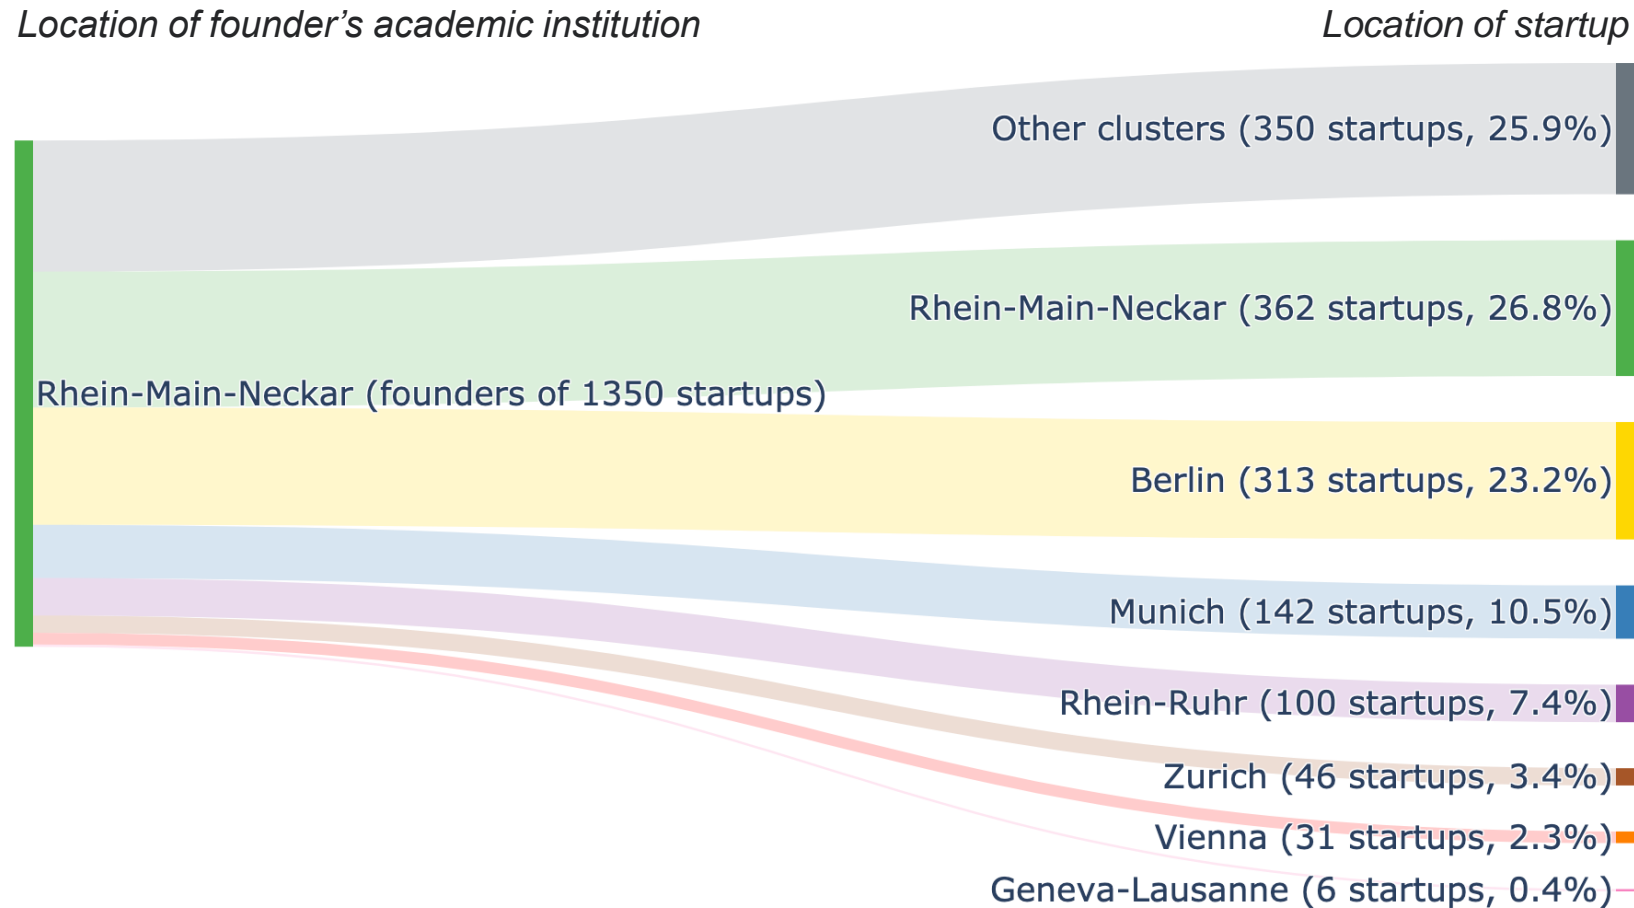 Location of founder’s academic institution
Location of startup
Other clusters (350 startups, 25.9%)
Rhein-Main-Neckar (362 startups, 26.8%)
Rhein-Main-Neckar (founders of 1350 startups)
Berlin (313 startups, 23.2%)
Munich (142 startups, 10.5%)
Rhein-Ruhr (100 startups, 7.4%)
Zurich (46 startups, 3.4%)
Vienna (31 startups, 2.3%)
Geneva-Lausanne (6 startups, 0.4%)